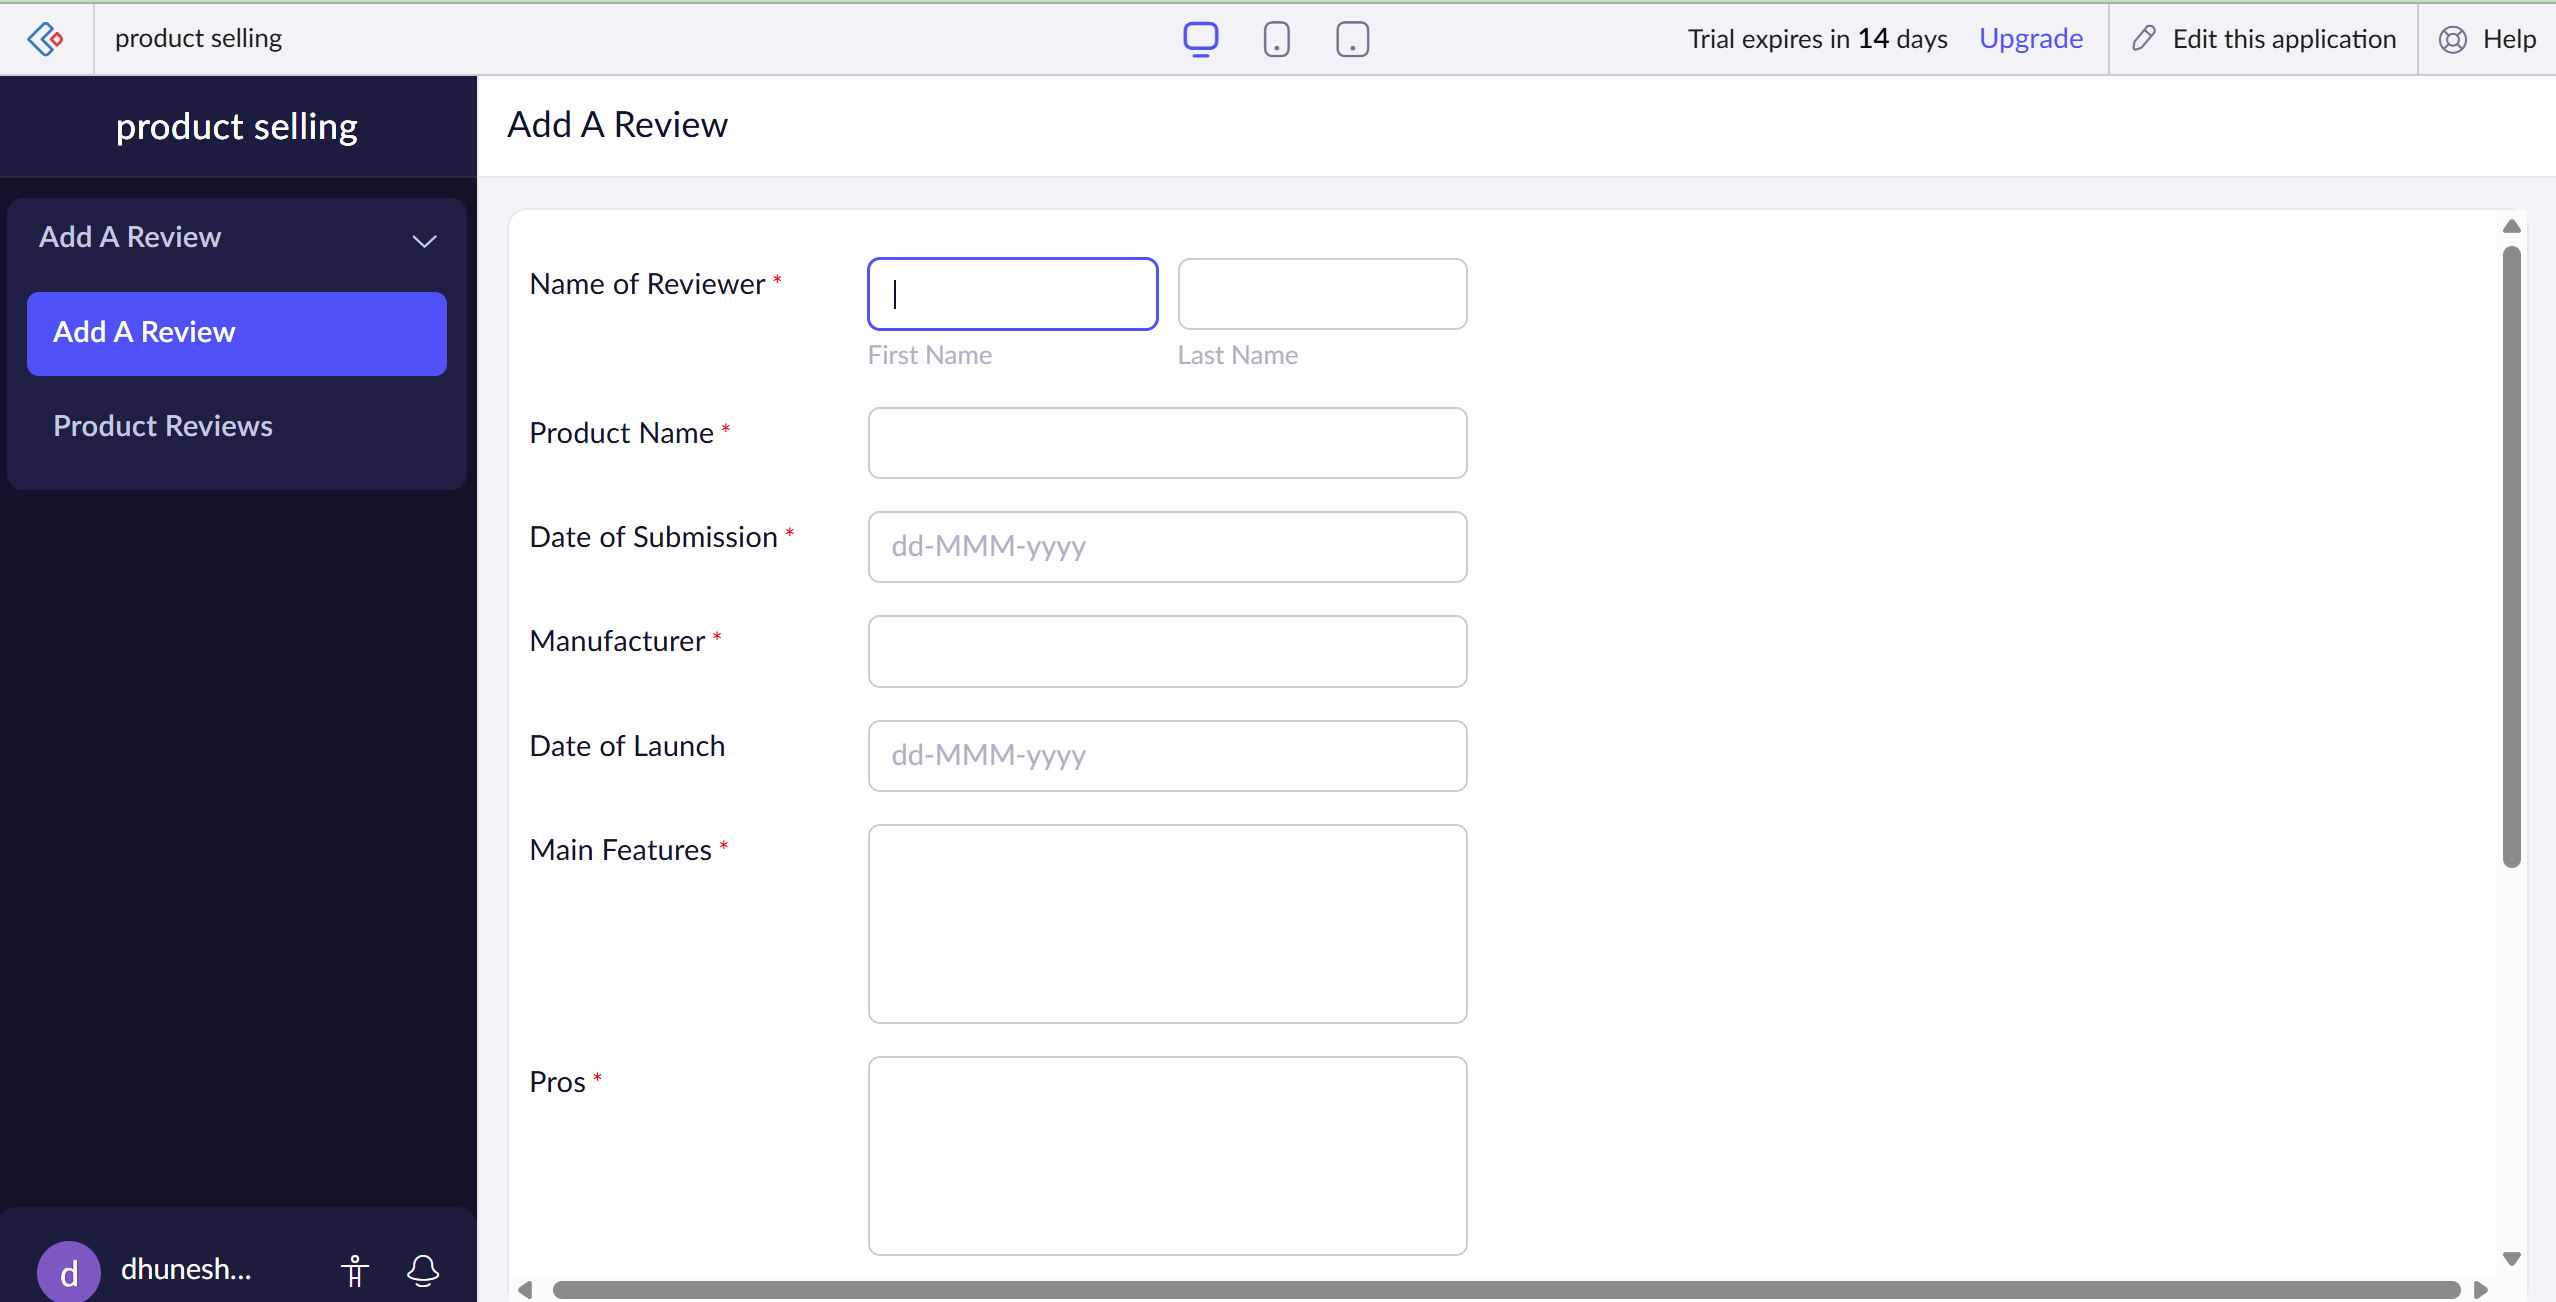 product selling
Trial expires in 14 days Upgrade Edit this application Help
product selling
Add A Review
Add A Review
Product Reviews
d dhunesh...
Add A Review
Name of Reviewer *
First Name Last Name
Product Name *
Date of Submission * dd-MMM-yyyy
Manufacturer *
Date of Launch dd-MMM-yyyy
Main Features *
Pros *